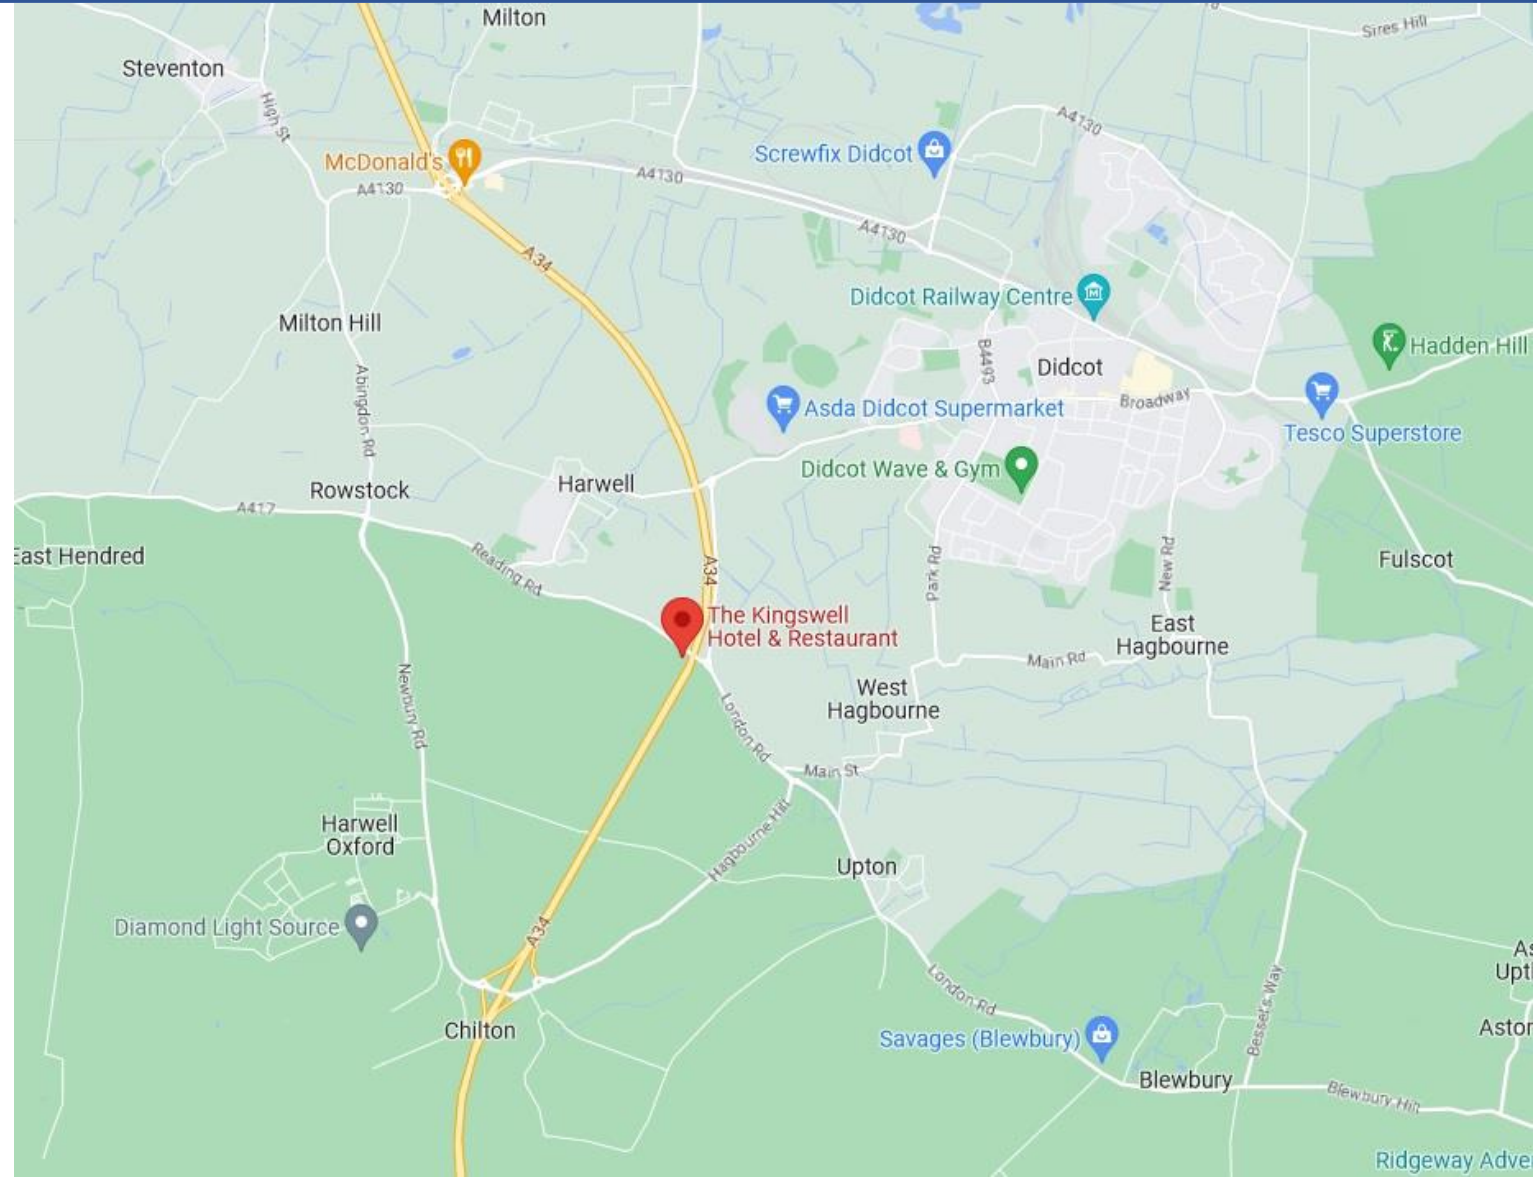 Milton
Sires Hill
Steventon
High St
A4130
McDonald's
Screwfix Didcot
A4130
A4130
A4130
A34
Didcot Railway Centre
Milton Hill
Hadden Hill
B4493
Didcot
Abingdon Rd
Broadway
Asda Didcot Supermarket
Tesco Superstore
Didcot Wave & Gym
Harwell
Rowstock
A417
East Hendred
Reading Rd
A34
Park Rd
New Rd
Fulscot
The Kingswell
Hotel & Restaurant
East
Hagbourne
Main Rd
Newbury Rd
West
Hagbourne
London Rd
Main St
Harwell
Oxford
Hagbourne Hill
Upton
Diamond Light Source
A34
As
Upt
London Rd
Bessels Way
Chilton
Savages (Blewbury)
Aston
Blewbury
Blewbury Hill
Ridgeway Adve